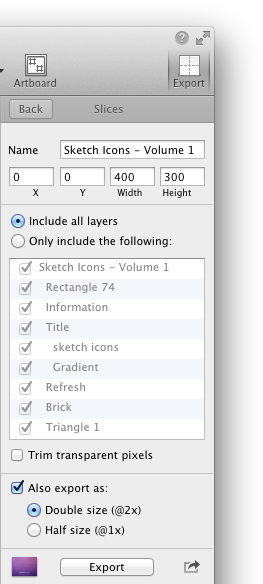 Artboard
Export
Back
Slices
Name
Sketch Icons - Volume 1
0
0
400
300
X
Y
Width
Height
Include all layers
Only include the following:
Sketch Icons - Volume 1
Rectangle 74
Information
Title
sketch icons
Gradient
Refresh
Brick
Triangle 1
Trim transparent pixels
Also export as:
Double size (@2x)
Half size (@1x)
Export